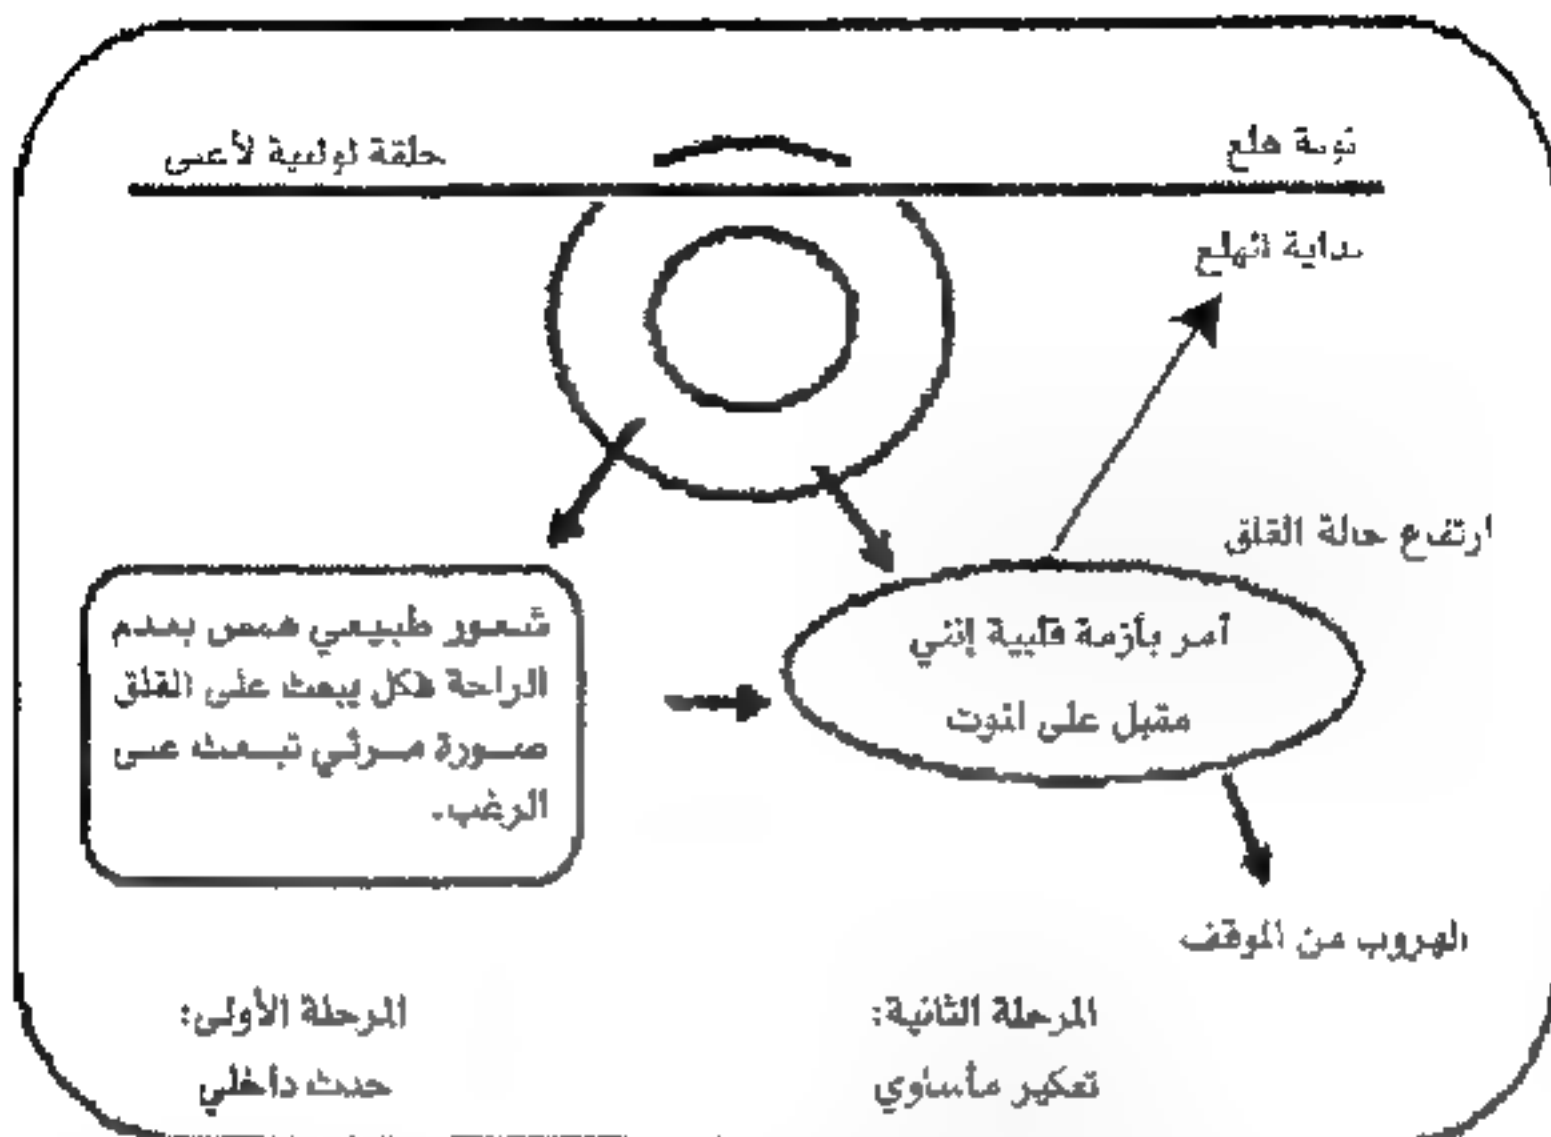 نوبة هلع
حلقة لولبية لأعلى
بداية الهلع
ارتفاع حالة القلق
أمر بأزمة قلبية إنني
مقبل على الموت
شعور طبيعي همس بعدم
الراحة هكل يبعث على القلق
صورة مرئي تبعث على
الرغب.
الهروب من الموقف
المرحلة الثانية:
تفكير مأساوي
المرحلة الأولى:
حدث داخلي